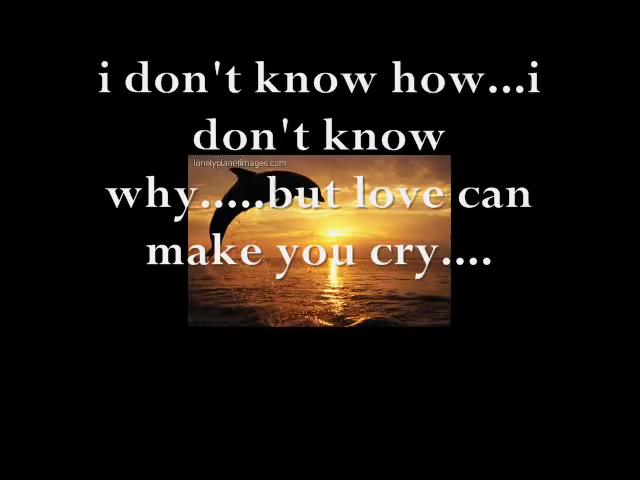 i don't know how...i
don't know
lonelyplanetimages.com
why.....but love can
make you cry....